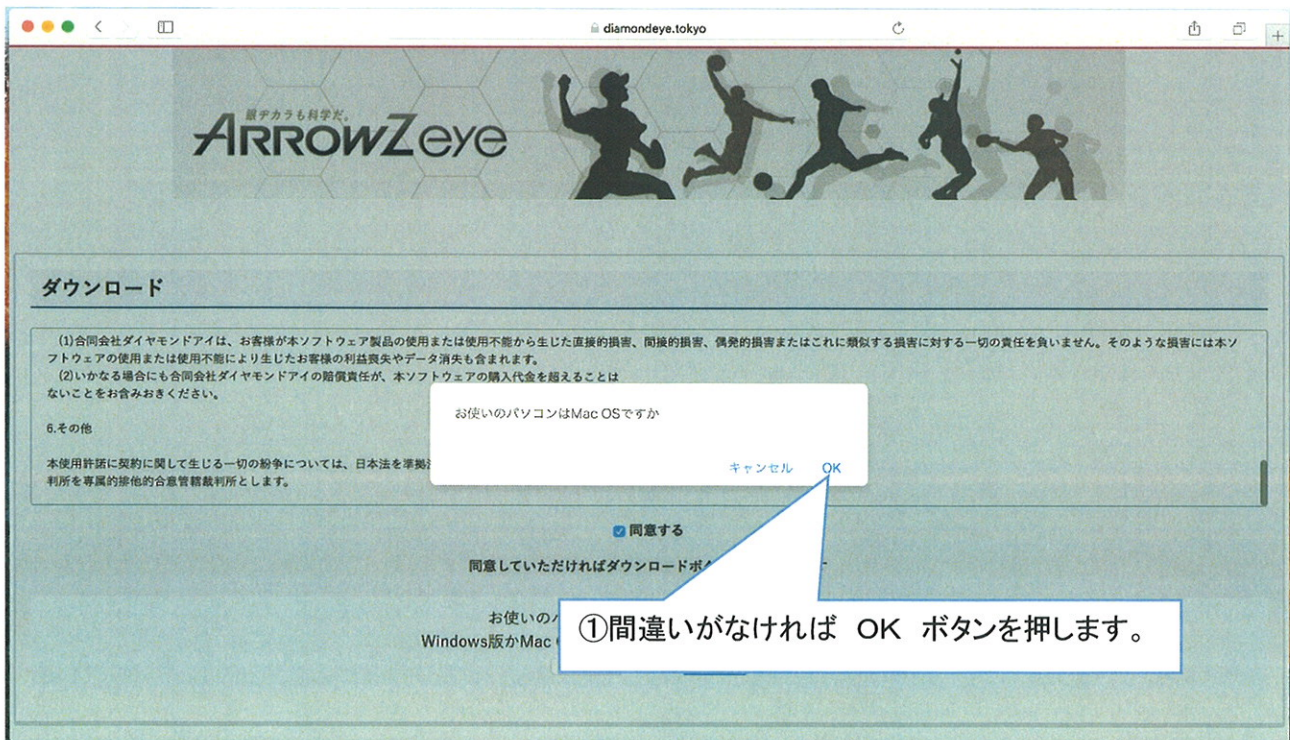 diamondeye.tokyo
眼ヂカラも科学だ。
ARROWZ eye
ダウンロード
(1)合同会社ダイヤモンドアイは、お客様が本ソフトウェア製品の使用または使用不能から生じた直接的損害、間接的損害、偶発的損害またはこれに類似する損害に対する一切の責任を負いません。そのような損害には本ソ
フトウェアの使用または使用不能により生じたお客様の利益喪失やデータ消失も含まれます。
(2)いかなる場合にも合同会社ダイヤモンドアイの賠償責任が、本ソフトウェアの購入代金を超えることは
ないことをお含みおきください。
お使いのパソコンはMac OSですか
6.その他
本使用許諾に契約に関して生じる一切の紛争については、日本法を準拠
キャンセル OK
判所を専属的排他的合意管轄裁判所とします。
同意する
同意していただければダウンロードボ
お使いの
Windows版かMac
①間違いがなければ OK ボタンを押します。